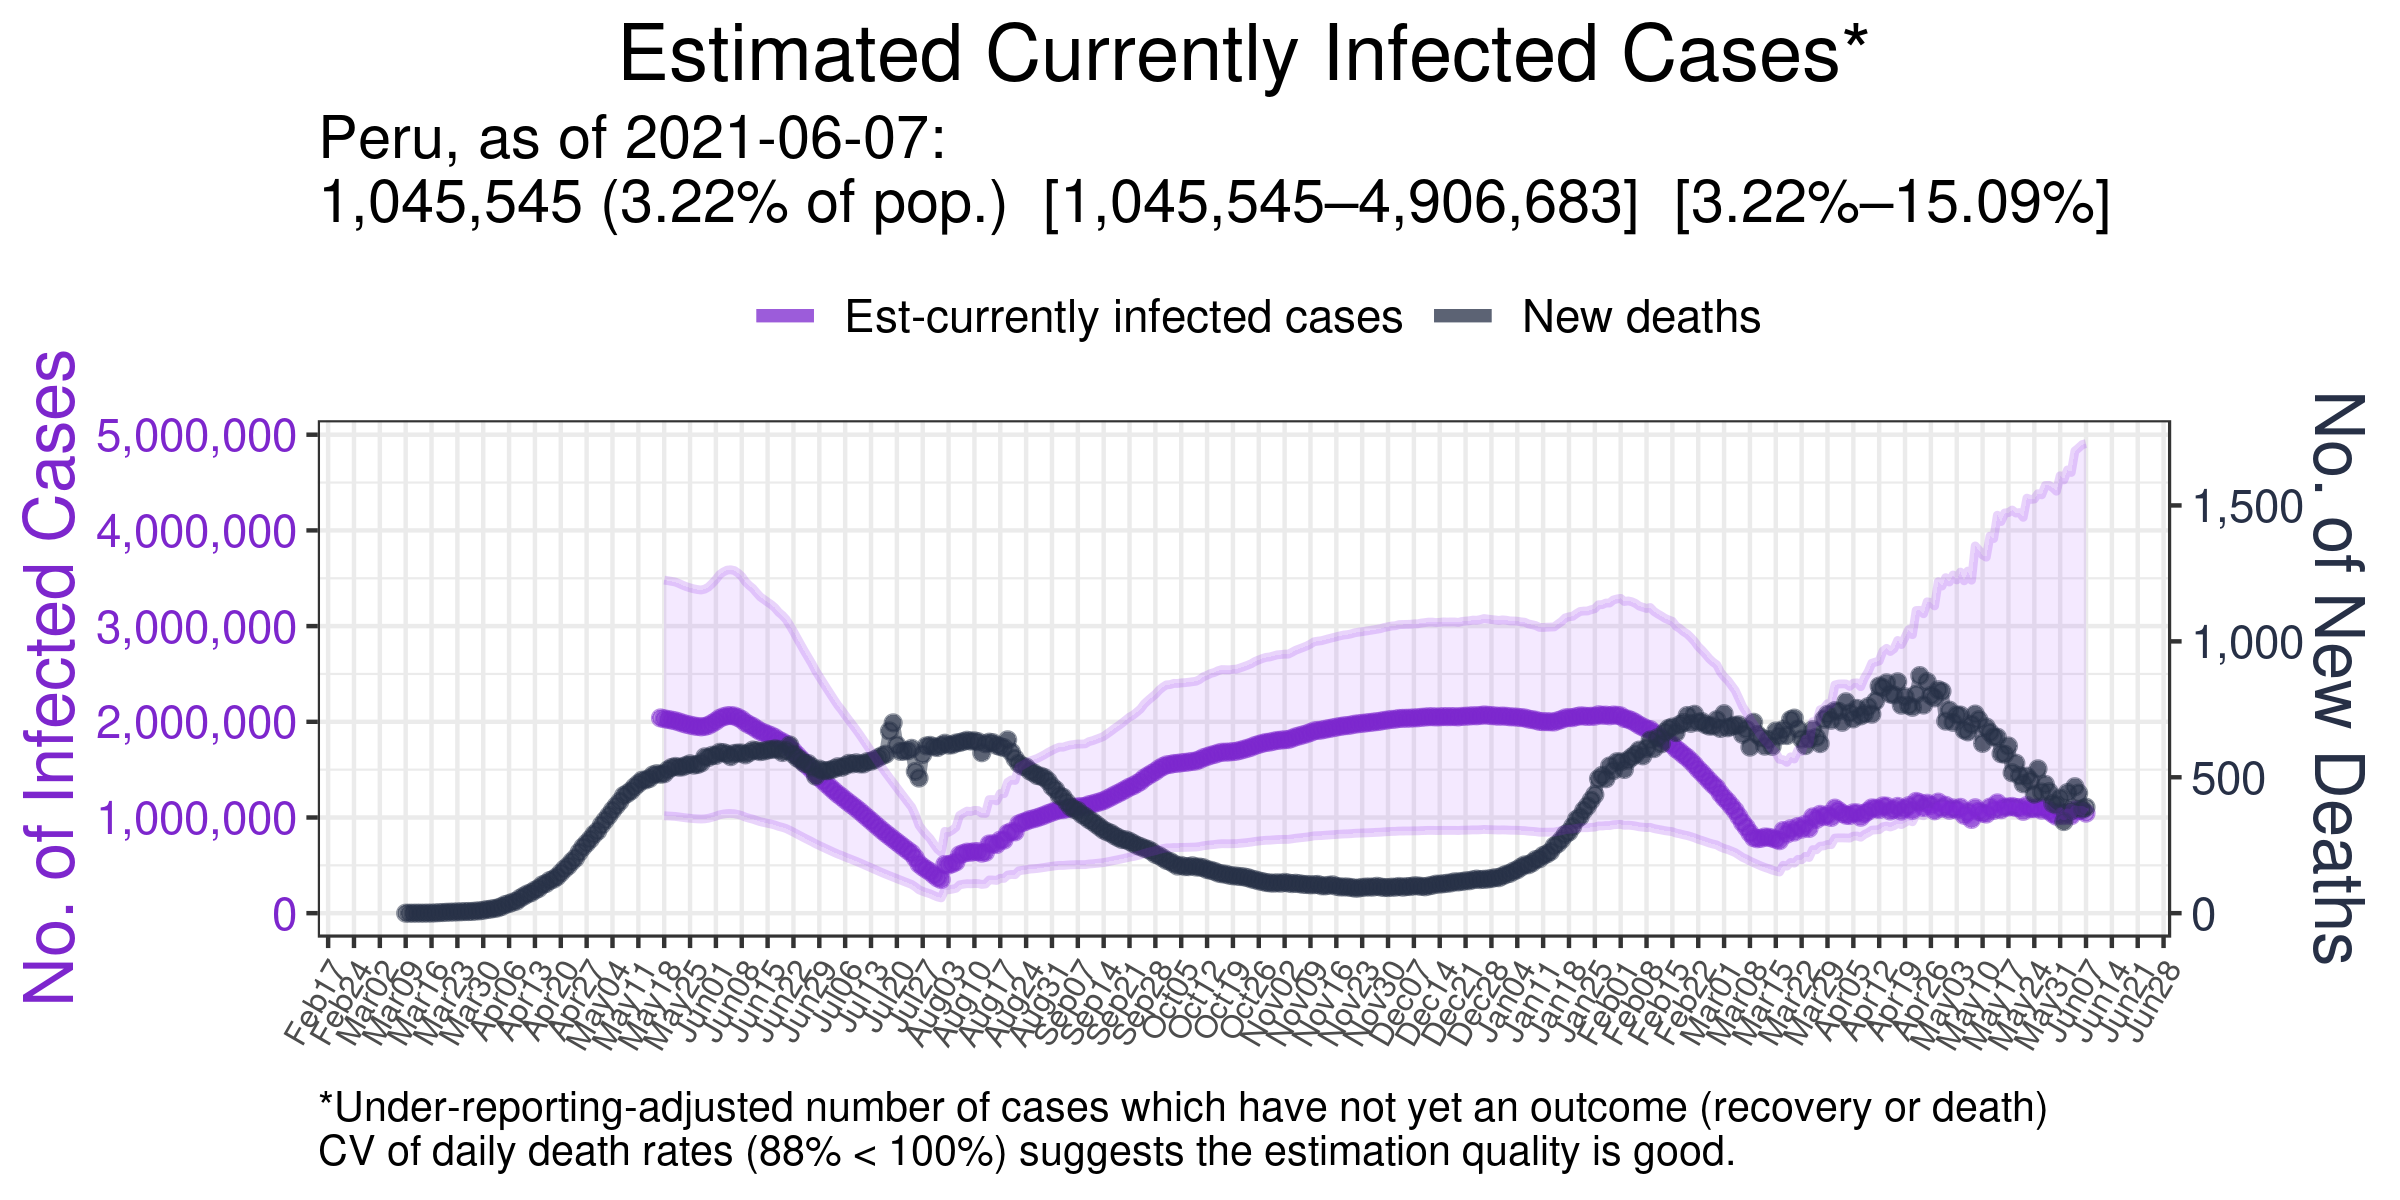 Estimated Currently Infected Cases*
Peru, as of 2021-06-07:
1,045,545 (3.22% of pop.) [1,045,545–4,906,683] [3.22%–15.09%]
Est-currently infected cases
New deaths
No. of Infected Cases
5,000,000
4,000,000
3,000,000
2,000,000
1,000,000
0
1,500
1,000
500
0
No. of New Deaths
Feb17
Feb24
Mar02
Mar09
Mar16
Mar23
Mar30
Apr06
Apr13
Apr20
Apr27
May04
May11
May18
May25
Jun01
Jun08
Jun15
Jun22
Jun29
Jul06
Jul13
Jul20
Jul27
Aug03
Aug10
Aug17
Aug24
Aug31
Sep07
Sep14
Sep21
Sep28
Oct05
Oct12
Oct19
Oct26
Nov02
Nov09
Nov16
Nov23
Nov30
Dec07
Dec14
Dec21
Dec28
Jan04
Jan11
Jan18
Jan25
Feb01
Feb08
Feb15
Feb22
Mar01
Mar08
Mar15
Mar22
Mar29
Apr05
Apr12
Apr19
Apr26
May03
May10
May17
May24
May31
Jun07
Jun14
Jun21
Jun28
*Under-reporting-adjusted number of cases which have not yet an outcome (recovery or death)
CV of daily death rates (88% < 100%) suggests the estimation quality is good.